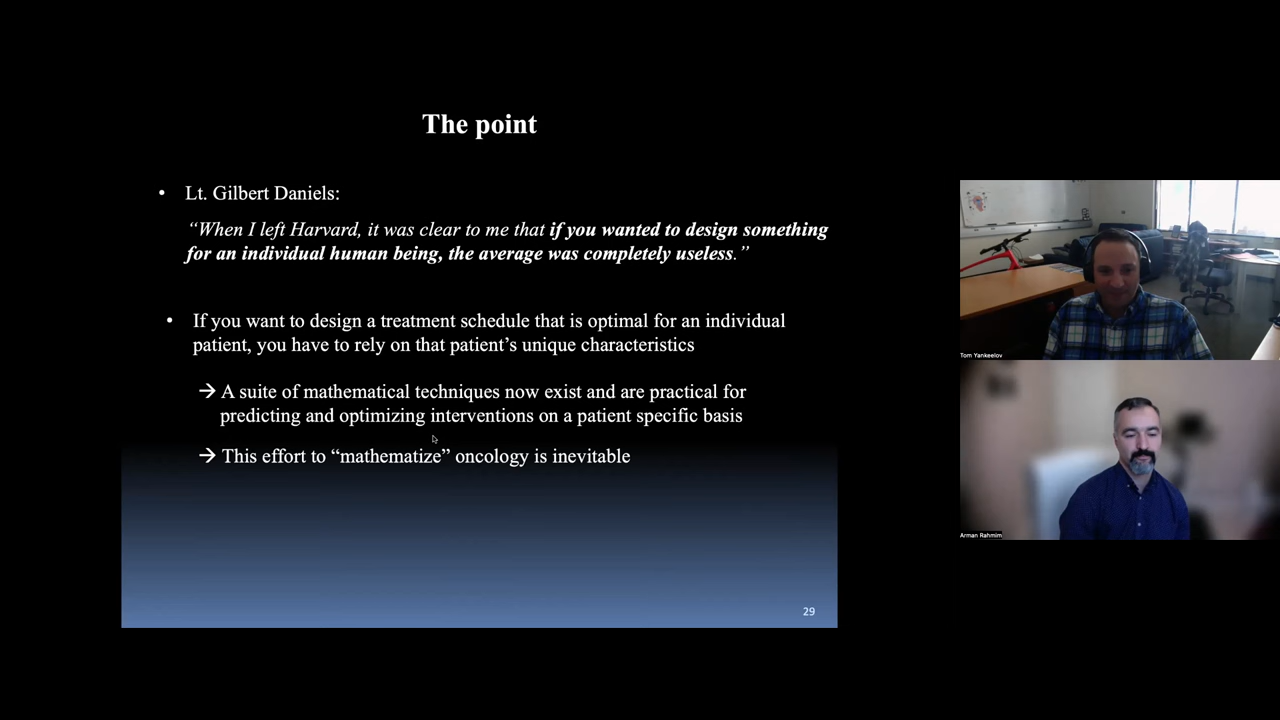 The point
• Lt. Gilbert Daniels:
“When I left Harvard, it was clear to me that if you wanted to design something
for an individual human being, the average was completely useless.”
• If you want to design a treatment schedule that is optimal for an individual
patient, you have to rely on that patient’s unique characteristics
→ A suite of mathematical techniques now exist and are practical for
predicting and optimizing interventions on a patient specific basis
→ This effort to “mathematize” oncology is inevitable
29
Tom Yankeelov
Arman Rahmim